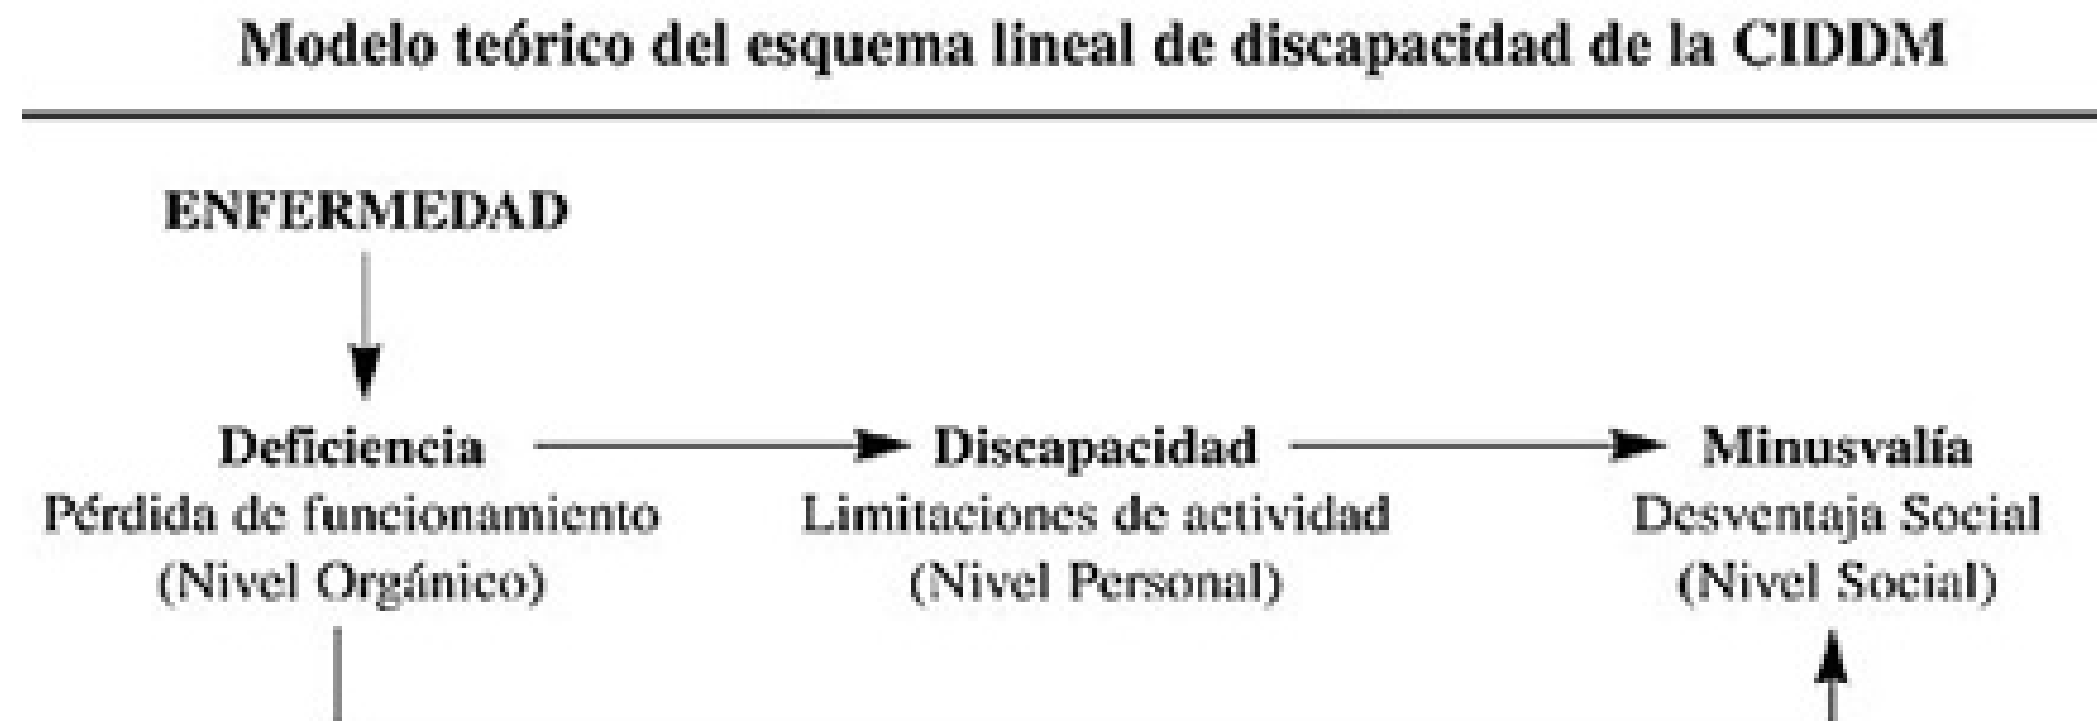 Modelo teórico del esquema lineal de discapacidad de la CIDDM
ENFERMEDAD
Deficiencia
Pérdida de funcionamiento
(Nivel Orgánico)
Discapacidad
Limitaciones de actividad
(Nivel Personal)
Minusvalía
Desventaja Social
(Nivel Social)